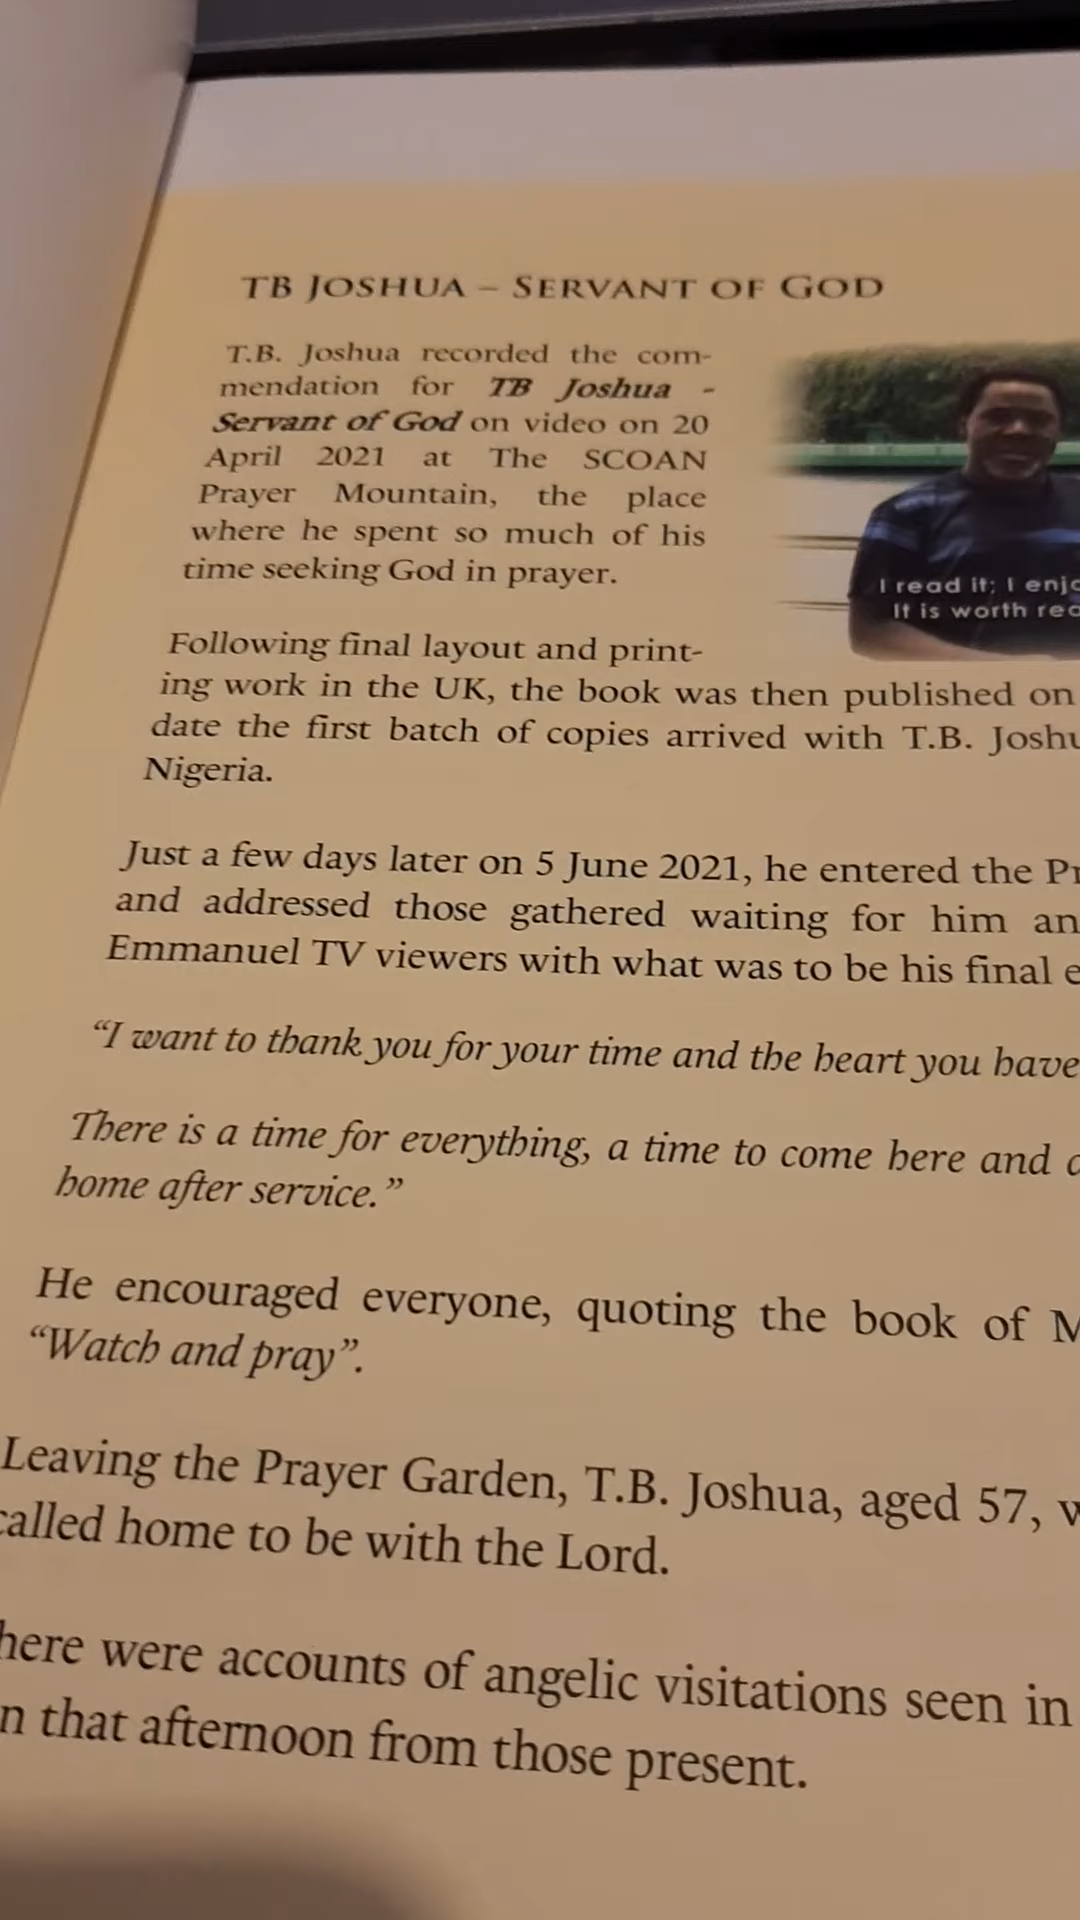 TB JOSHUA – SERVANT OF GOD
T.B. Joshua recorded the com-
mendation for TB Joshua -
Servant of God on video on 20
April 2021 at The SCOAN
Prayer Mountain, the place
where he spent so much of his
time seeking God in prayer.
I read it; I
It is worth
Following final layout and print-
ing work in the UK, the book was then published on
date the first batch of copies arrived with T.B.
Nigeria.
Just a few days later on 5 June 2021, he entered the
and addressed those gathered waiting for him
Emmanuel TV viewers with what was to be his final
“I want to thank you for your time and the heart you have
There is a time for everything, a time to come here and
home after service.”
He encouraged everyone, quoting the book of
“Watch and pray”.
Leaving the Prayer Garden, T.B. Joshua, aged 57,
called home to be with the Lord.
were accounts of angelic visitations seen in
that afternoon from those present.